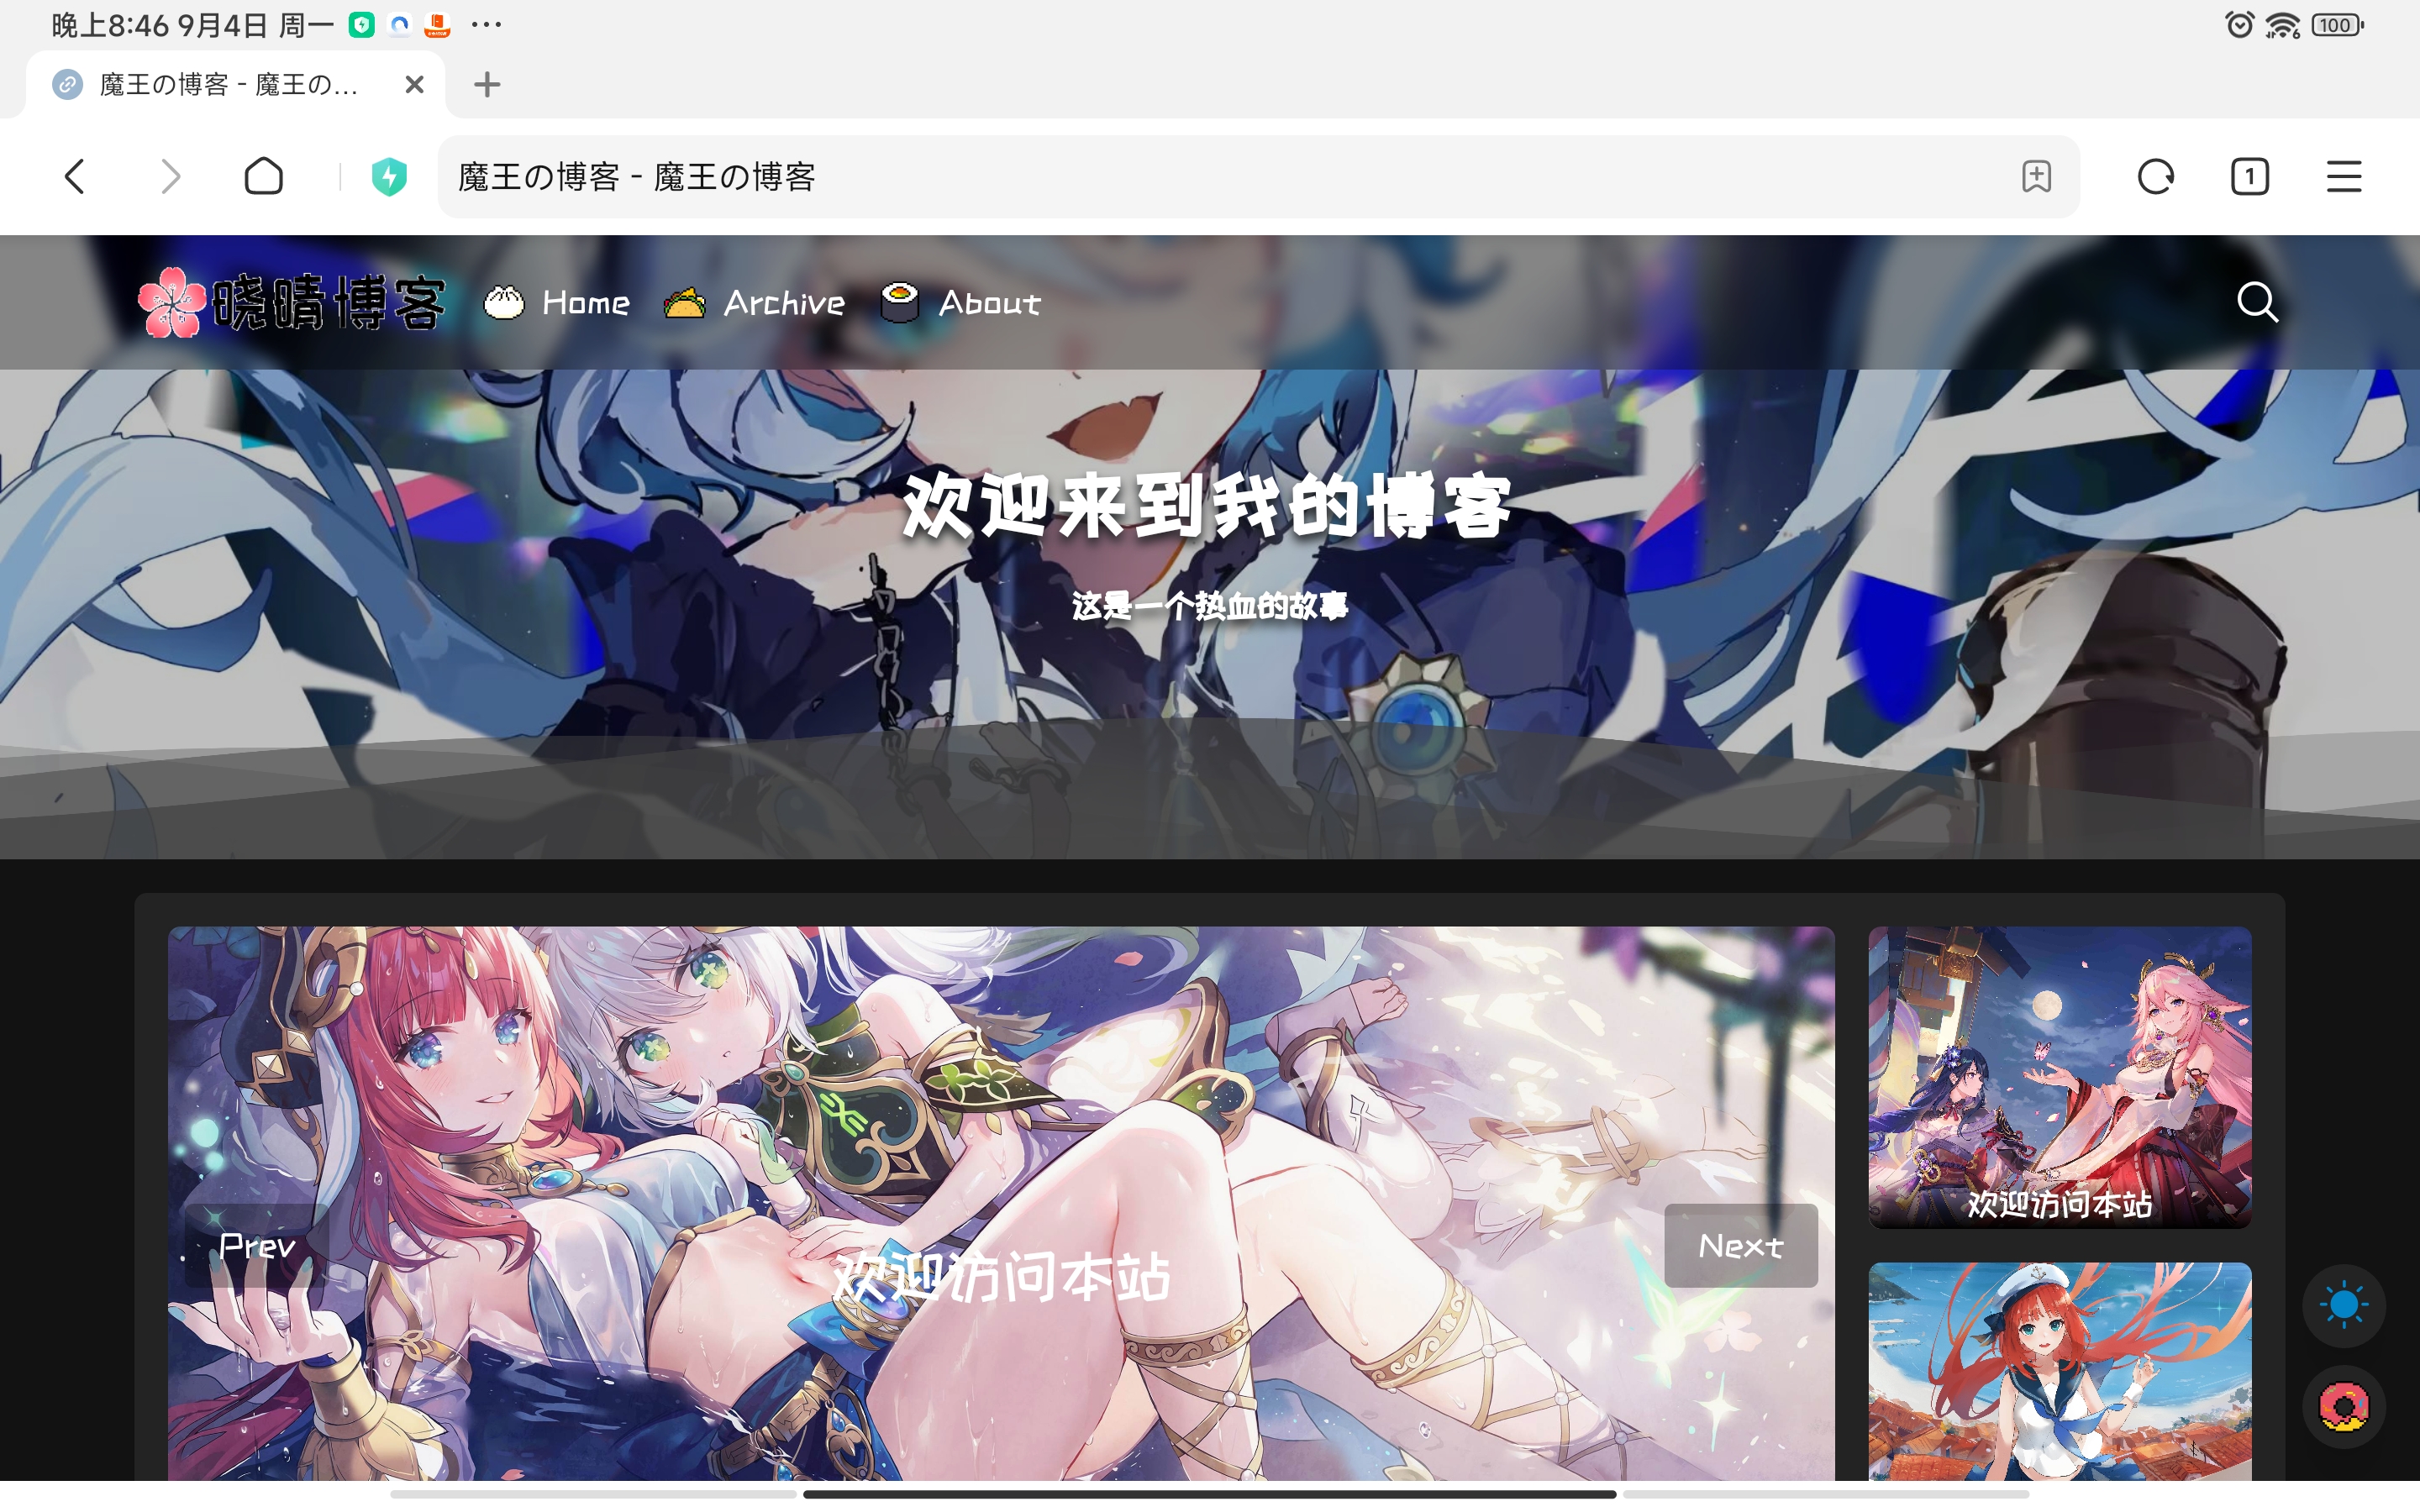 晚上8:46 9月4日 周一
100
魔王の博客 - 魔王の...
魔王の博客 - 魔王の博客
1
晓晴博客 Home Archive About
欢迎来到我的博客
这是一个热血的故事
欢迎访问本站
Prev
Next
欢迎访问本站